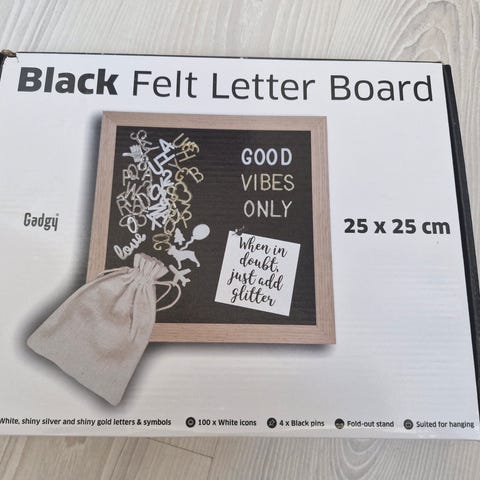 Black Felt Letter Board
GOOD
VIBES
ONLY
Gadgy
25 x 25 cm
love
When in
doubt,
just add
glitter
White, shiny silver and shiny gold letters & symbols 100 x White icons 4 x Black pins Fold-out stand Suited for hanging